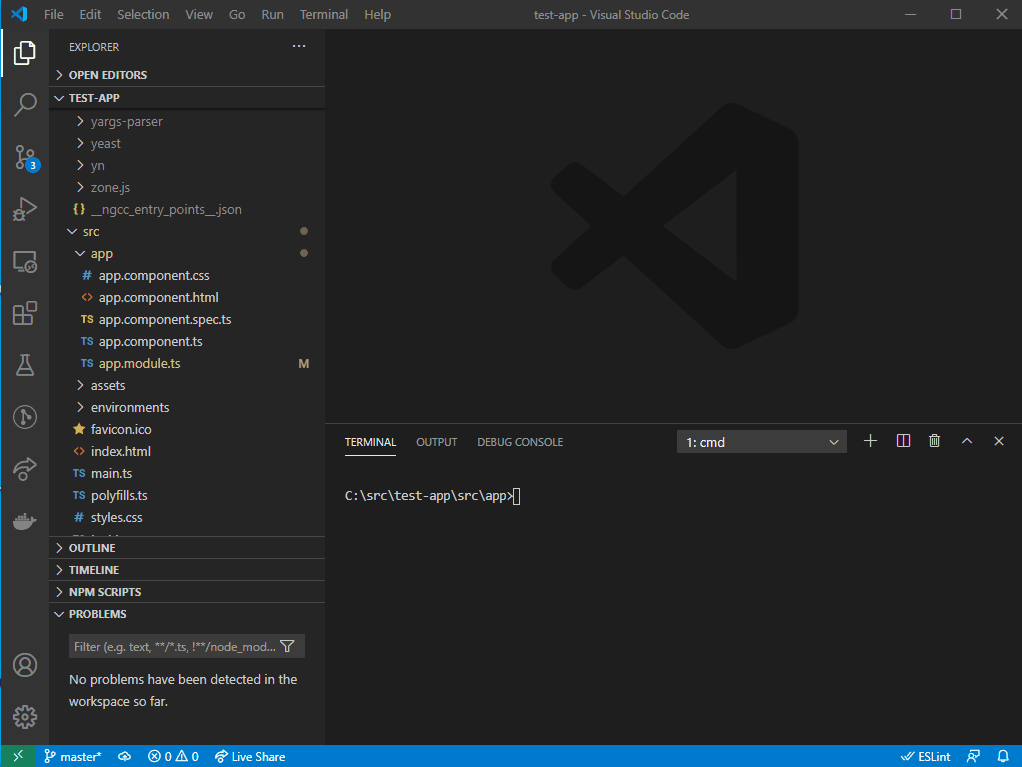 File Edit Selection View Go Run Terminal Help test-app - Visual Studio Code
EXPLORER ...
OPEN EDITORS
TEST-APP
yargs-parser
yeast
yn
zone.js
{} __ngcc_entry_points__.json
src
app
# app.component.css
<> app.component.html
TS app.component.spec.ts
TS app.component.ts
TS app.module.ts M
assets
environments
favicon.ico
<> index.html
TS main.ts
TS polyfills.ts
# styles.css
OUTLINE
TIMELINE
NPM SCRIPTS
PROBLEMS
Filter (e.g. text, **/*.ts, !**/node_mod...
No problems have been detected in the
workspace so far.
3
TERMINAL OUTPUT DEBUG CONSOLE 1: cmd
C:\src\test-app\src\app>
master* 0 0 Live Share ESLint